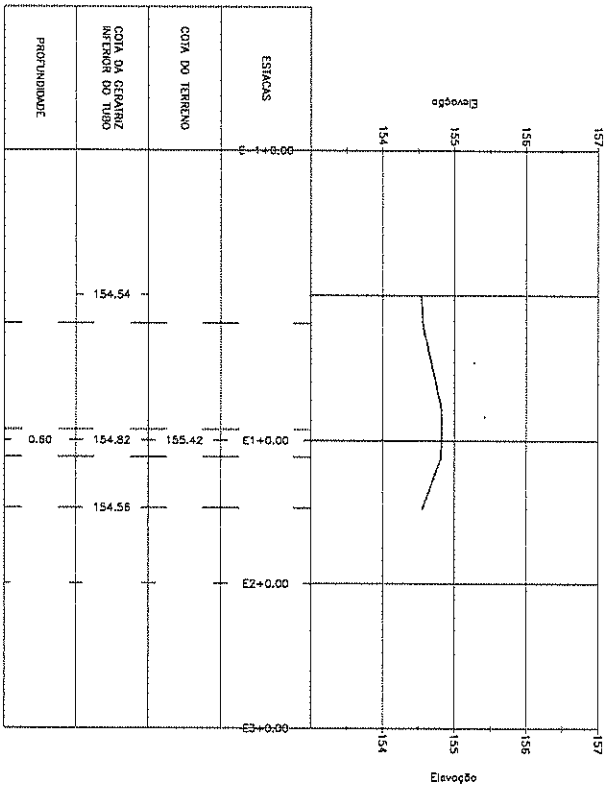 Elevação
157
156
155
154
157
156
155
154
Elevação
ESTACAS
E-1+0.00
E1+0.00
E2+0.00
E3+0.00
COTA DO TERRENO
155.42
COTA DA GERATRIZ
INFERIOR DO TUBO
154.54
154.82
154.56
PROFUNDIDADE
0.60